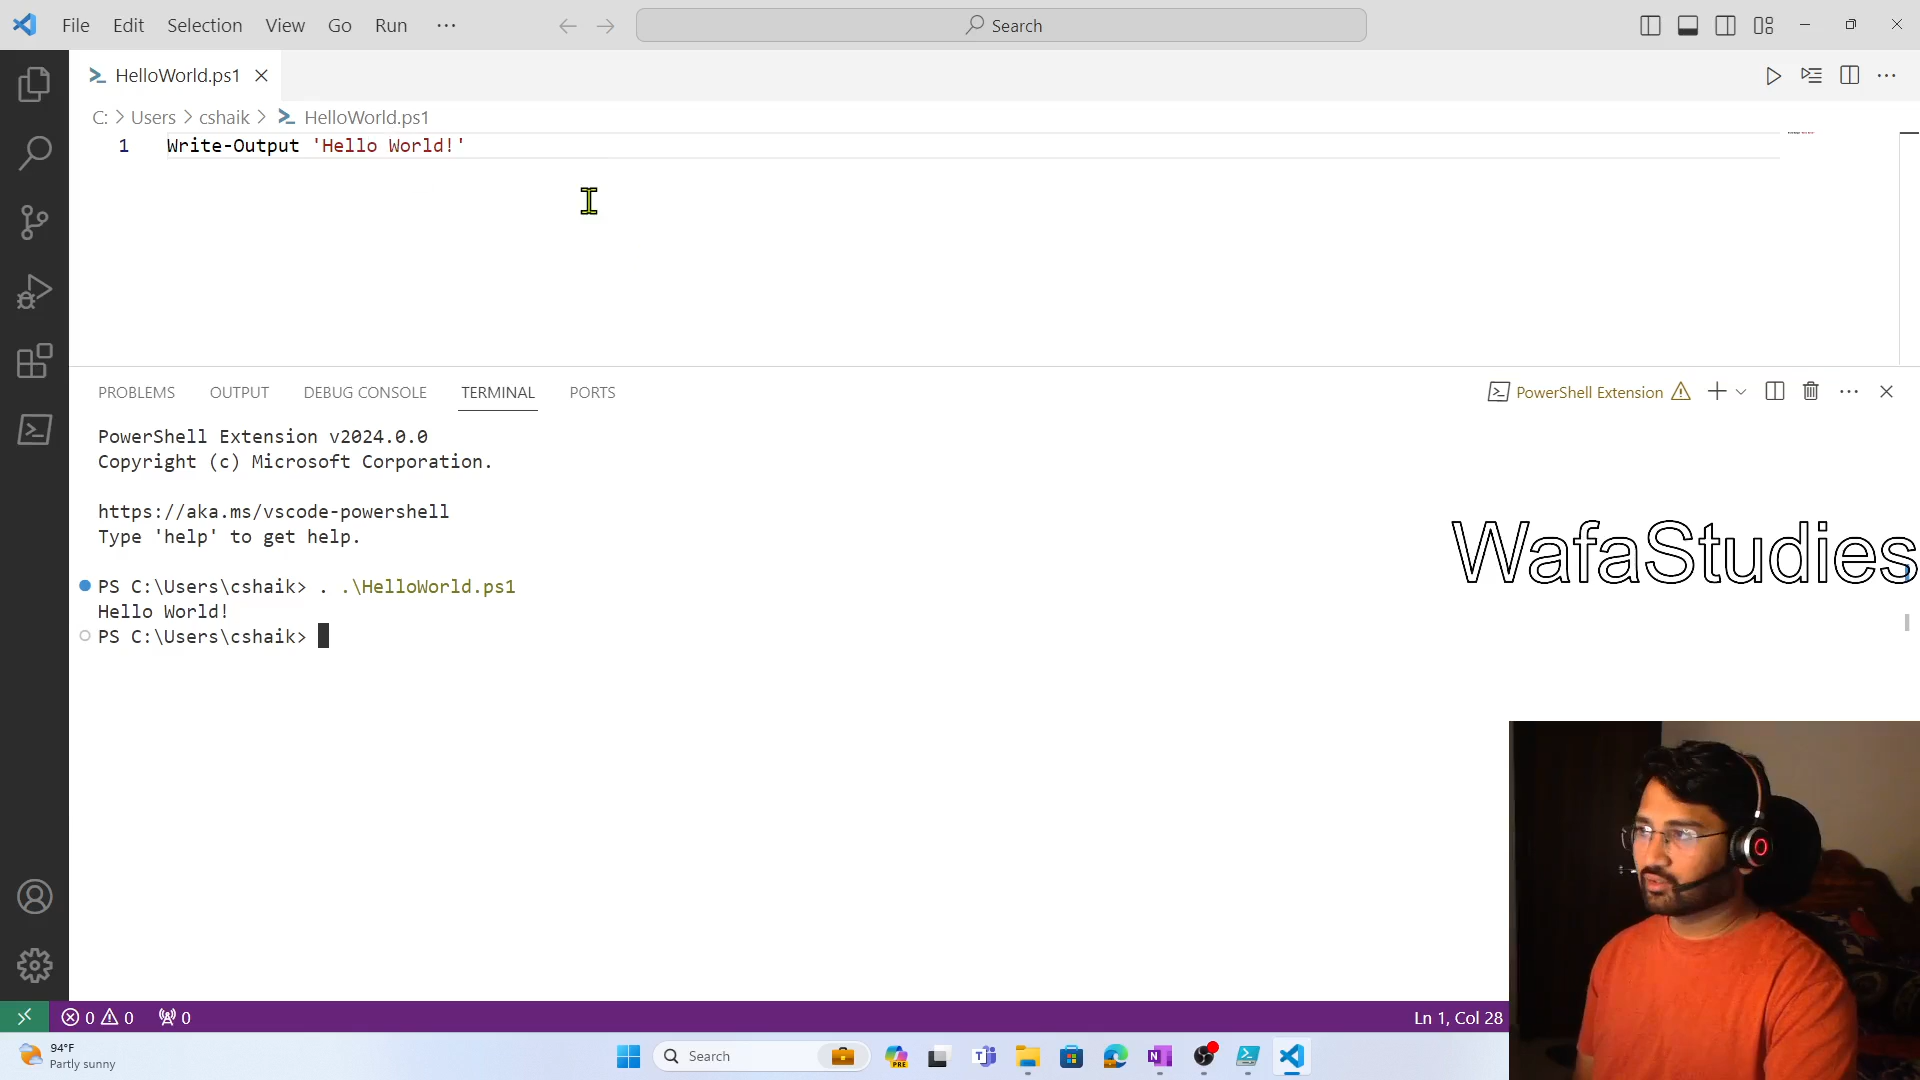 File Edit Selection View Go Run ···
Search
HelloWorld.ps1
C: > Users > cshaik > HelloWorld.ps1
1 Write-Output 'Hello World!'
PROBLEMS OUTPUT DEBUG CONSOLE TERMINAL PORTS
PowerShell Extension
PowerShell Extension v2024.0.0
Copyright (c) Microsoft Corporation.
https://aka.ms/vscode-powershell
Type 'help' to get help.
WafaStudies
PS C:\Users\cshaik> . .\HelloWorld.ps1
Hello World!
PS C:\Users\cshaik>
0 0 0
Ln 1, Col 28
94°F
Partly sunny
Search
PRE